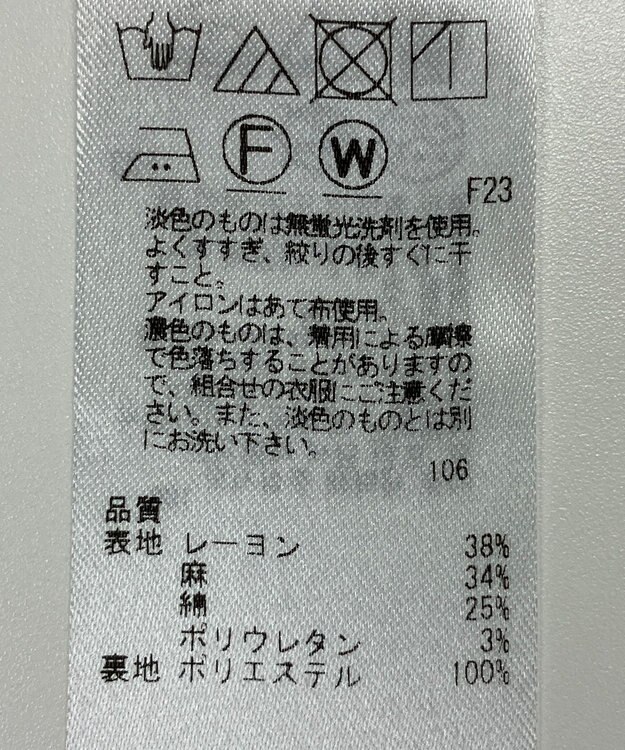 F
W
F23
淡色のものは無蛍光洗剤を使用。
よくすすぎ、絞りの後すぐに干
すこと。
アイロンはあて布使用。
濃色のものは、着用による摩擦
で色落ちすることがありますの
で、組合せの衣服にご注意くだ
さい。また、淡色のものとは別
にお洗い下さい。
106
品質
表地 レーヨン 38%
麻 34%
綿 25%
ポリウレタン 3%
裏地 ポリエステル 100%